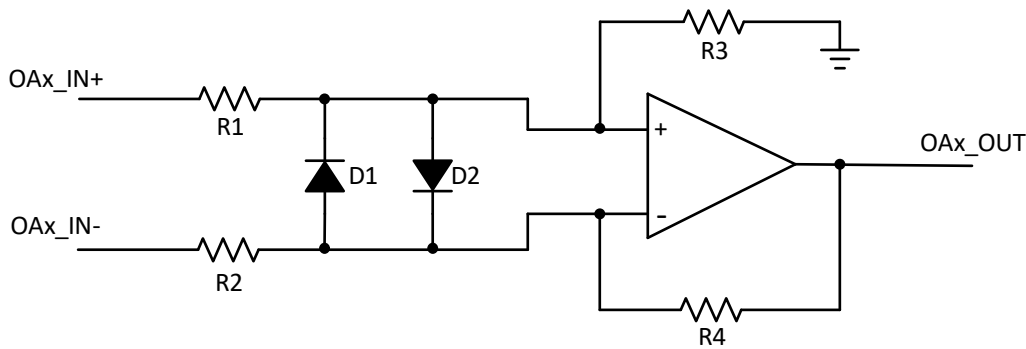 R3
OAx_IN+
R1
+
OAx_OUT
D1
D2
OAx_IN-
-
R2
R4